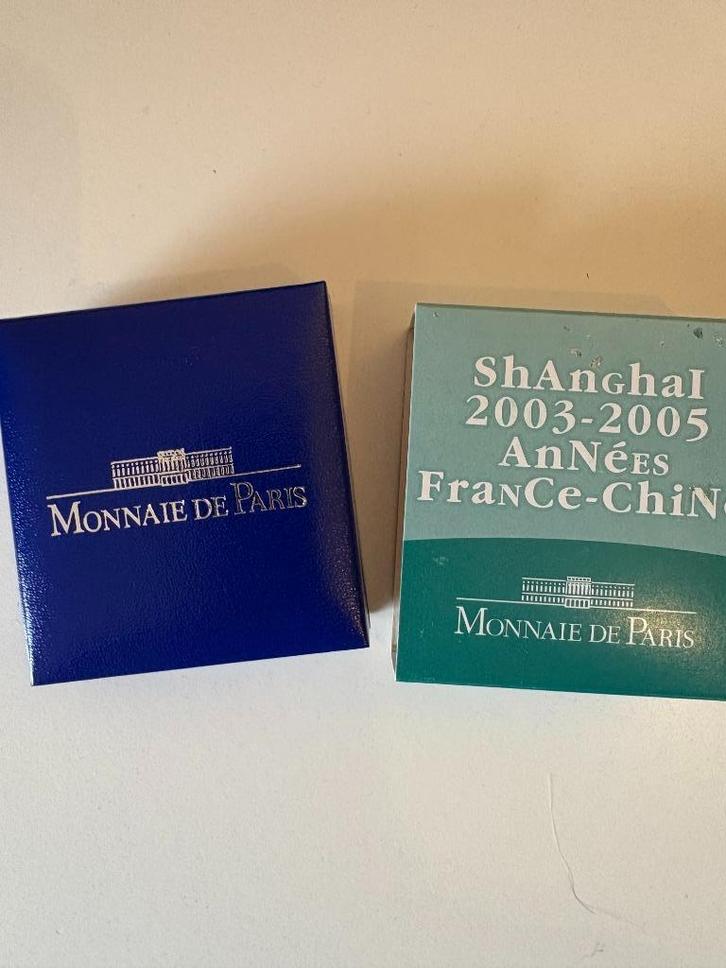 MONNAIE DE PARIS
ShAnGhaI
2003-2005
AnNéES
FraNCe-ChiN
MONNAIE DE PARIS